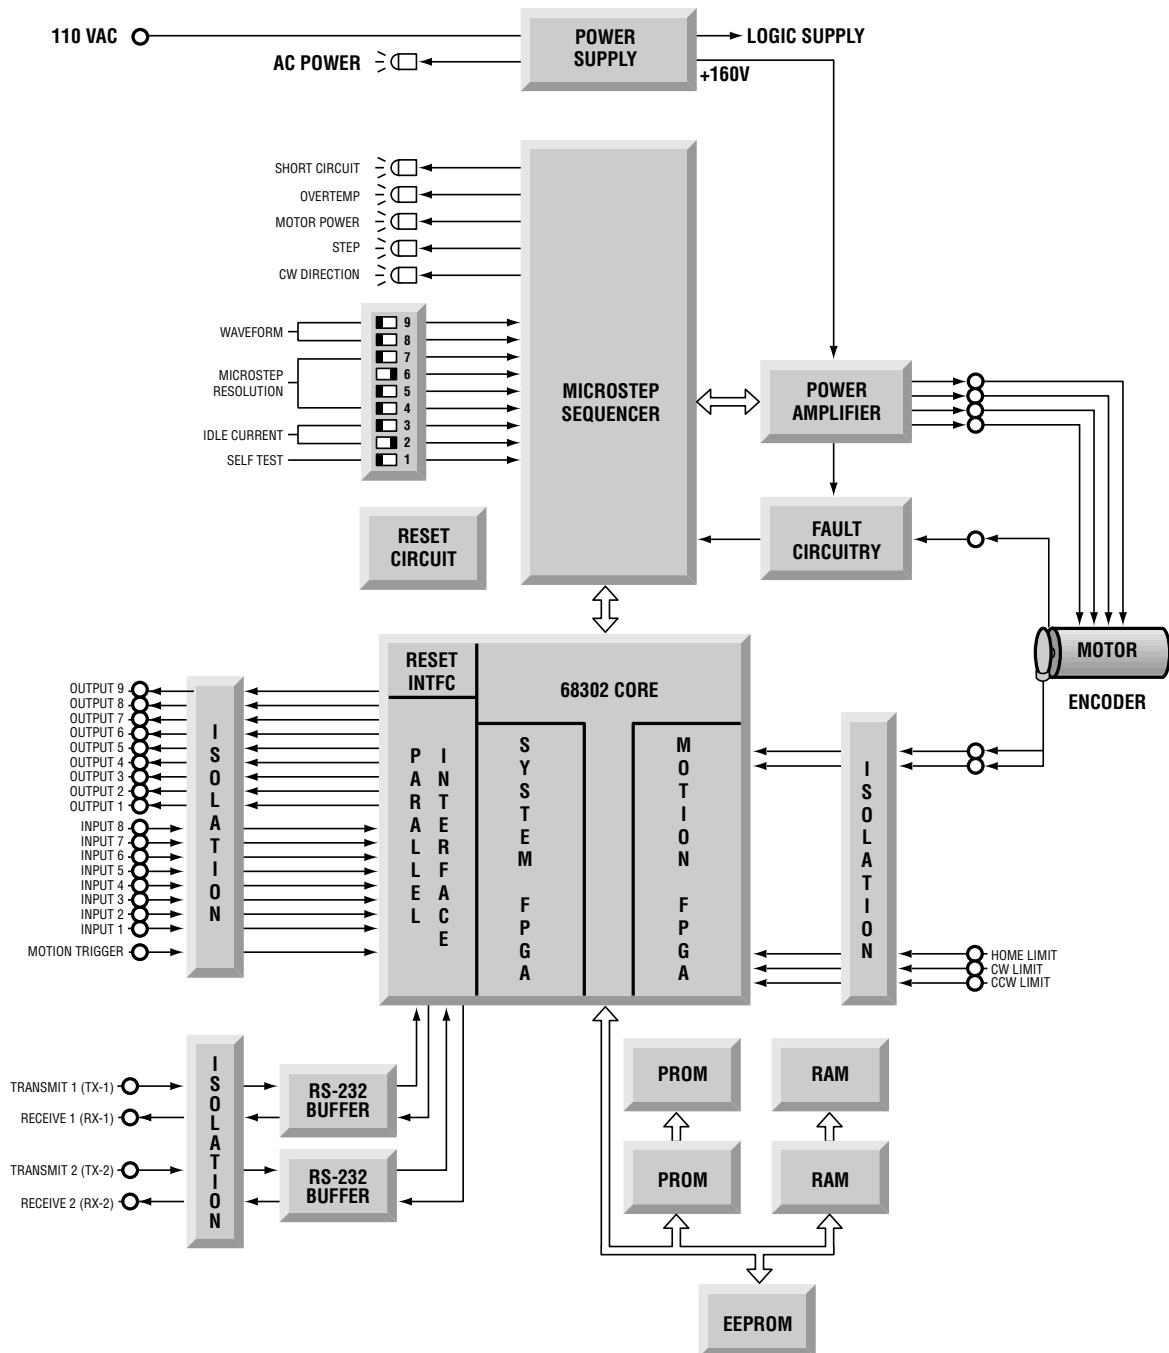 110 VAC
POWER
SUPPLY
LOGIC SUPPLY
AC POWER
+160V
SHORT CIRCUIT
OVERTEMP
MOTOR POWER
STEP
CW DIRECTION
WAVEFORM
MICROSTEP
RESOLUTION
IDLE CURRENT
SELF TEST
9
8
7
6
5
4
3
2
1
MICROSTEP
SEQUENCER
POWER
AMPLIFIER
RESET
CIRCUIT
FAULT
CIRCUITRY
MOTOR
ENCODER
RESET
INTFC
68302 CORE
PARALLEL
INTERFACE
SYSTEM FPGA
MOTION FPGA
OUTPUT 9
OUTPUT 8
OUTPUT 7
OUTPUT 6
OUTPUT 5
OUTPUT 4
OUTPUT 3
OUTPUT 2
OUTPUT 1
INPUT 8
INPUT 7
INPUT 6
INPUT 5
INPUT 4
INPUT 3
INPUT 2
INPUT 1
MOTION TRIGGER
ISOLATION
ISOLATION
HOME LIMIT
CW LIMIT
CCW LIMIT
TRANSMIT 1 (TX-1)
RECEIVE 1 (RX-1)
TRANSMIT 2 (TX-2)
RECEIVE 2 (RX-2)
ISOLATION
RS-232
BUFFER
RS-232
BUFFER
PROM
RAM
PROM
RAM
EEPROM